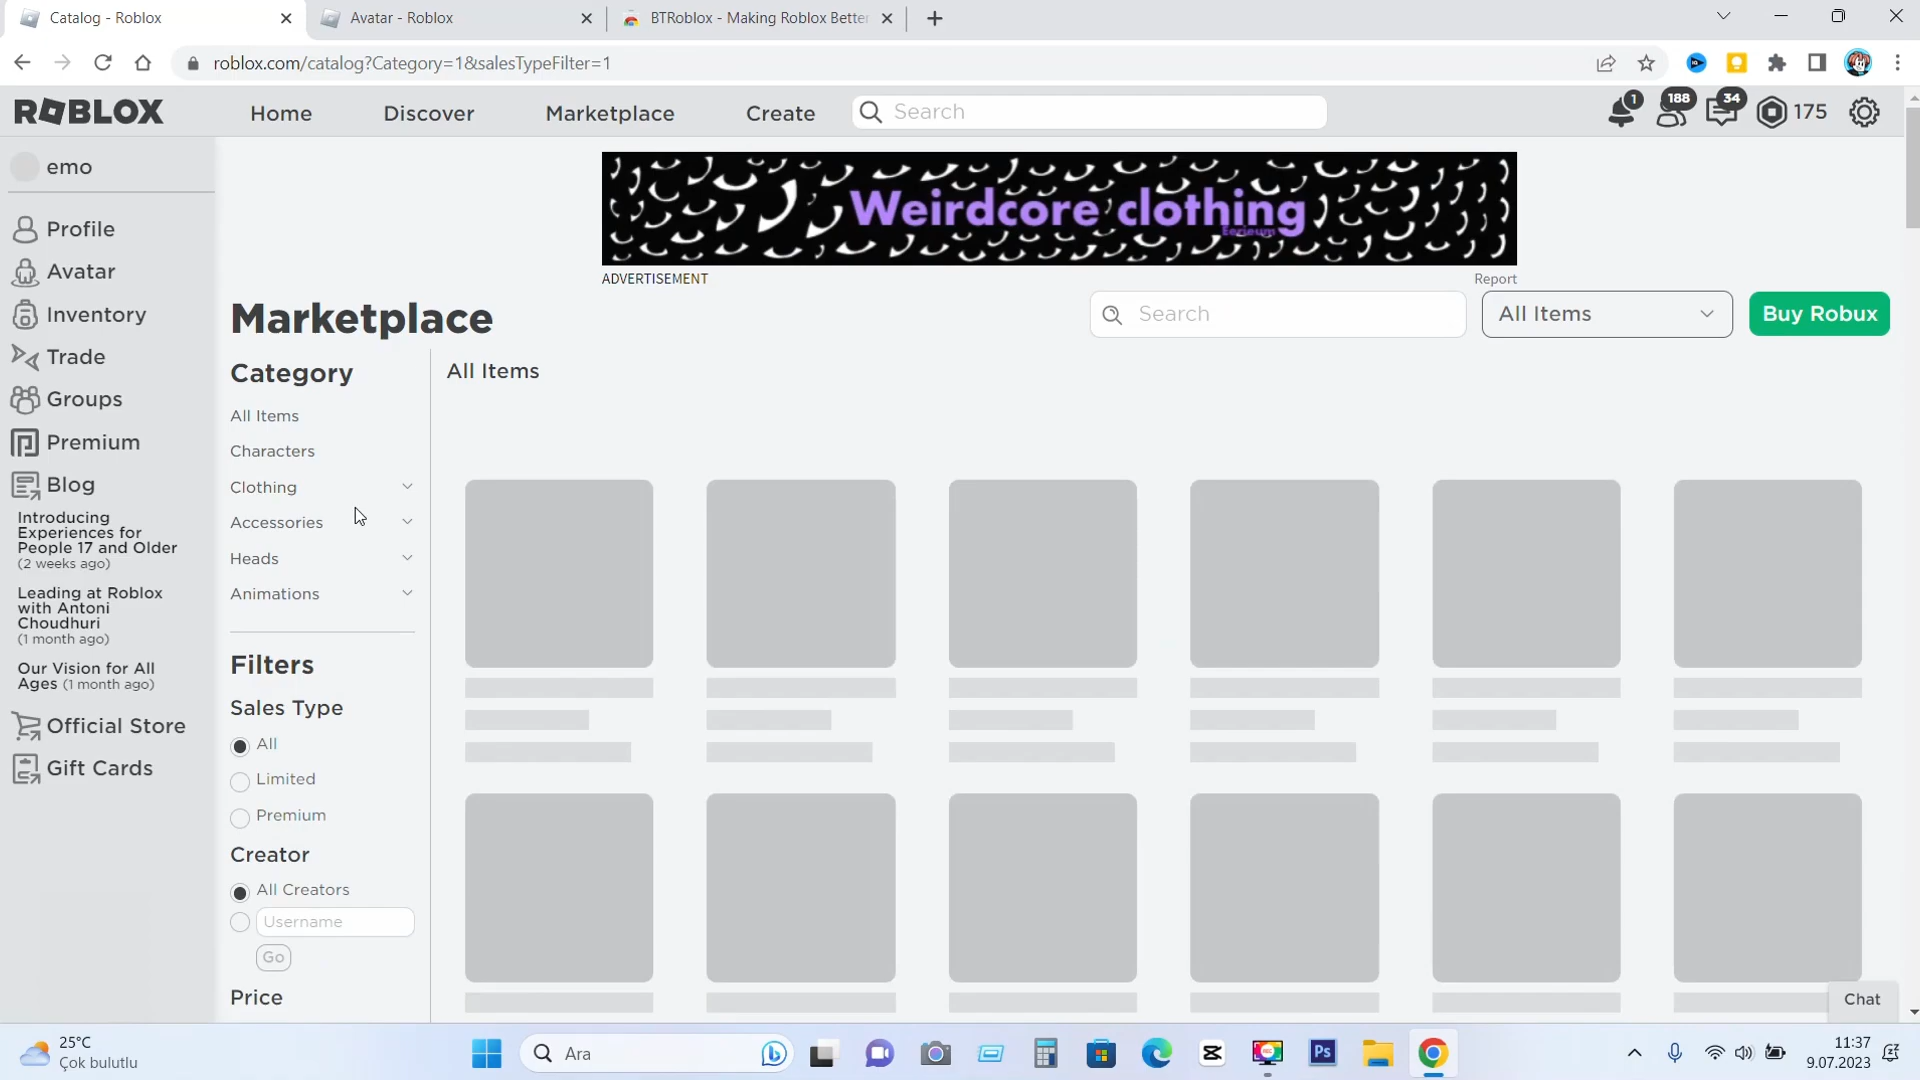 Catalog - Roblox
Avatar - Roblox
BTRoblox - Making Roblox Better
roblox.com/catalog?Category=1&salesTypeFilter=1
ROBLOX
Home
Discover
Marketplace
Create
Search
1
188
34
175
emo
Profile
Avatar
Inventory
Trade
Groups
Premium
Blog
Introducing
Experiences for
People 17 and Older
(2 weeks ago)
Leading at Roblox
with Antoni
Choudhuri
(1 month ago)
Our Vision for All
Ages (1 month ago)
Official Store
Gift Cards
Weirdcore clothing
Eerieum
ADVERTISEMENT
Report
Marketplace
Search
All Items
Buy Robux
Category
All Items
Characters
Clothing
Accessories
Heads
Animations
Filters
Sales Type
All
Limited
Premium
Creator
All Creators
Username
Go
Price
All Items
Chat
25°C
Çok bulutlu
Ara
Ps
11:37
9.07.2023